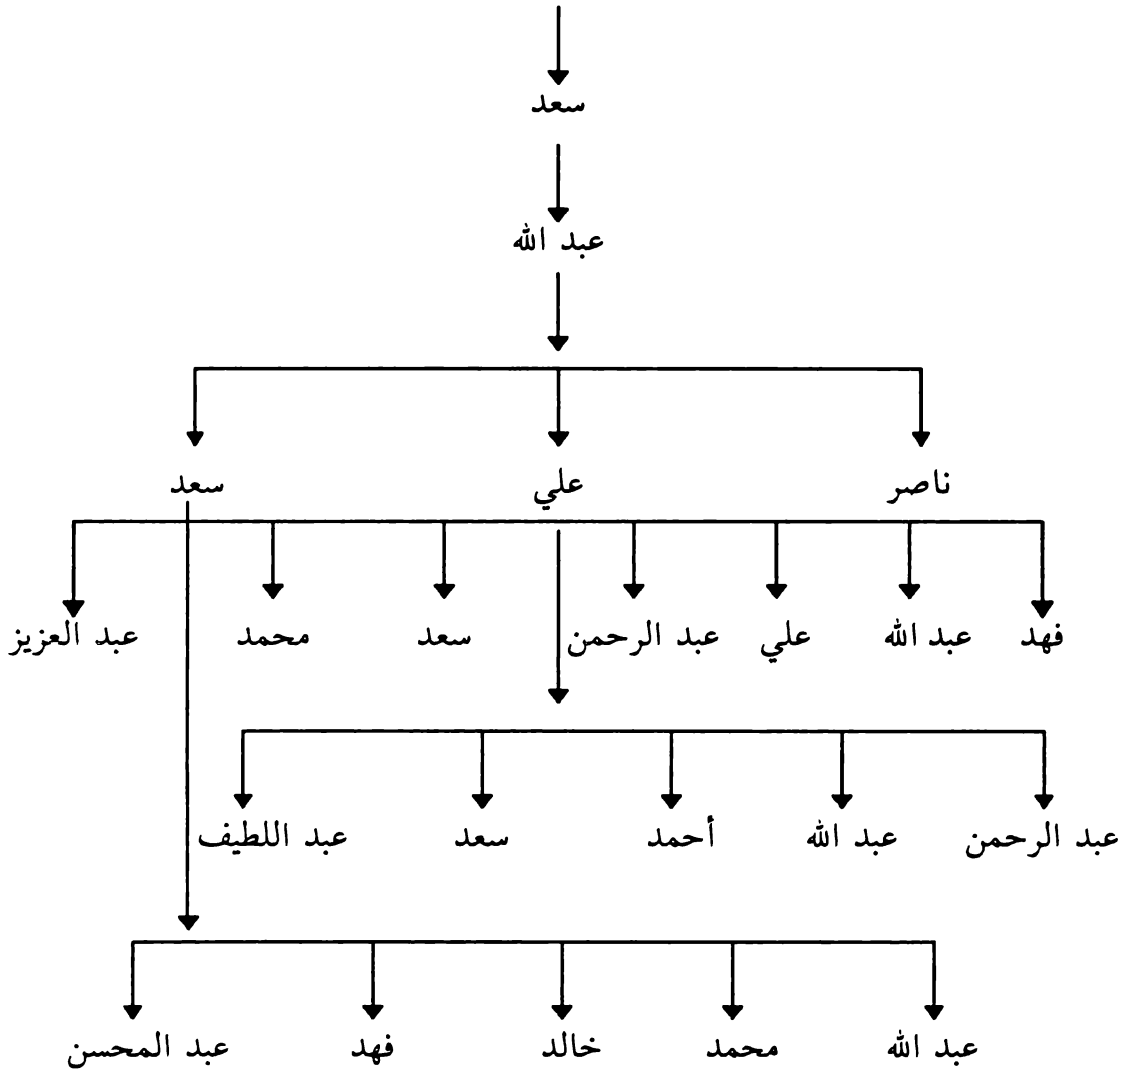 سعد
عبد الله
ناصر علي سعد
فهد عبد الله علي عبد الرحمن سعد محمد عبد العزيز
عبد الرحمن عبد الله أحمد سعد عبد اللطيف
عبد الله محمد خالد فهد عبد المحسن